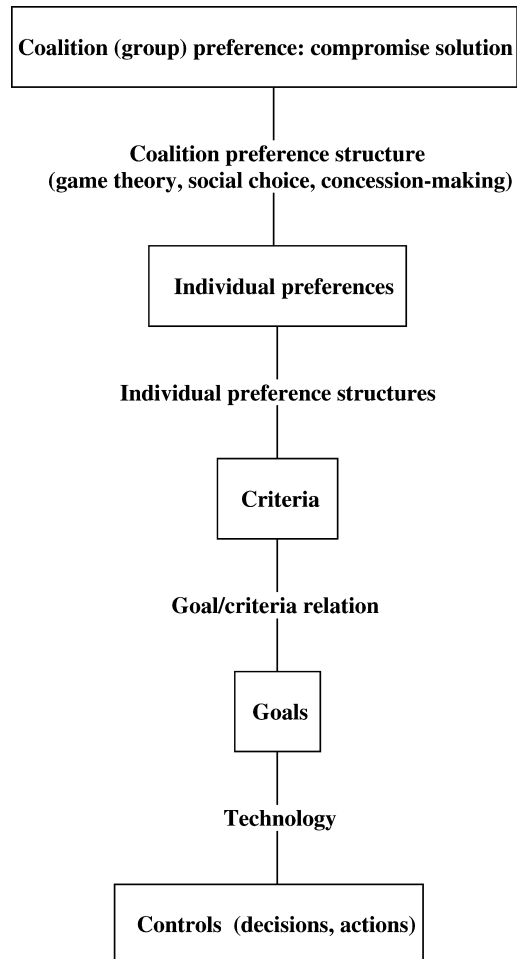 Coalition (group) preference: compromise solution
Coalition preference structure
(game theory, social choice, concession-making)
Individual preferences
Individual preference structures
Criteria
Goal/criteria relation
Goals
Technology
Controls (decisions, actions)